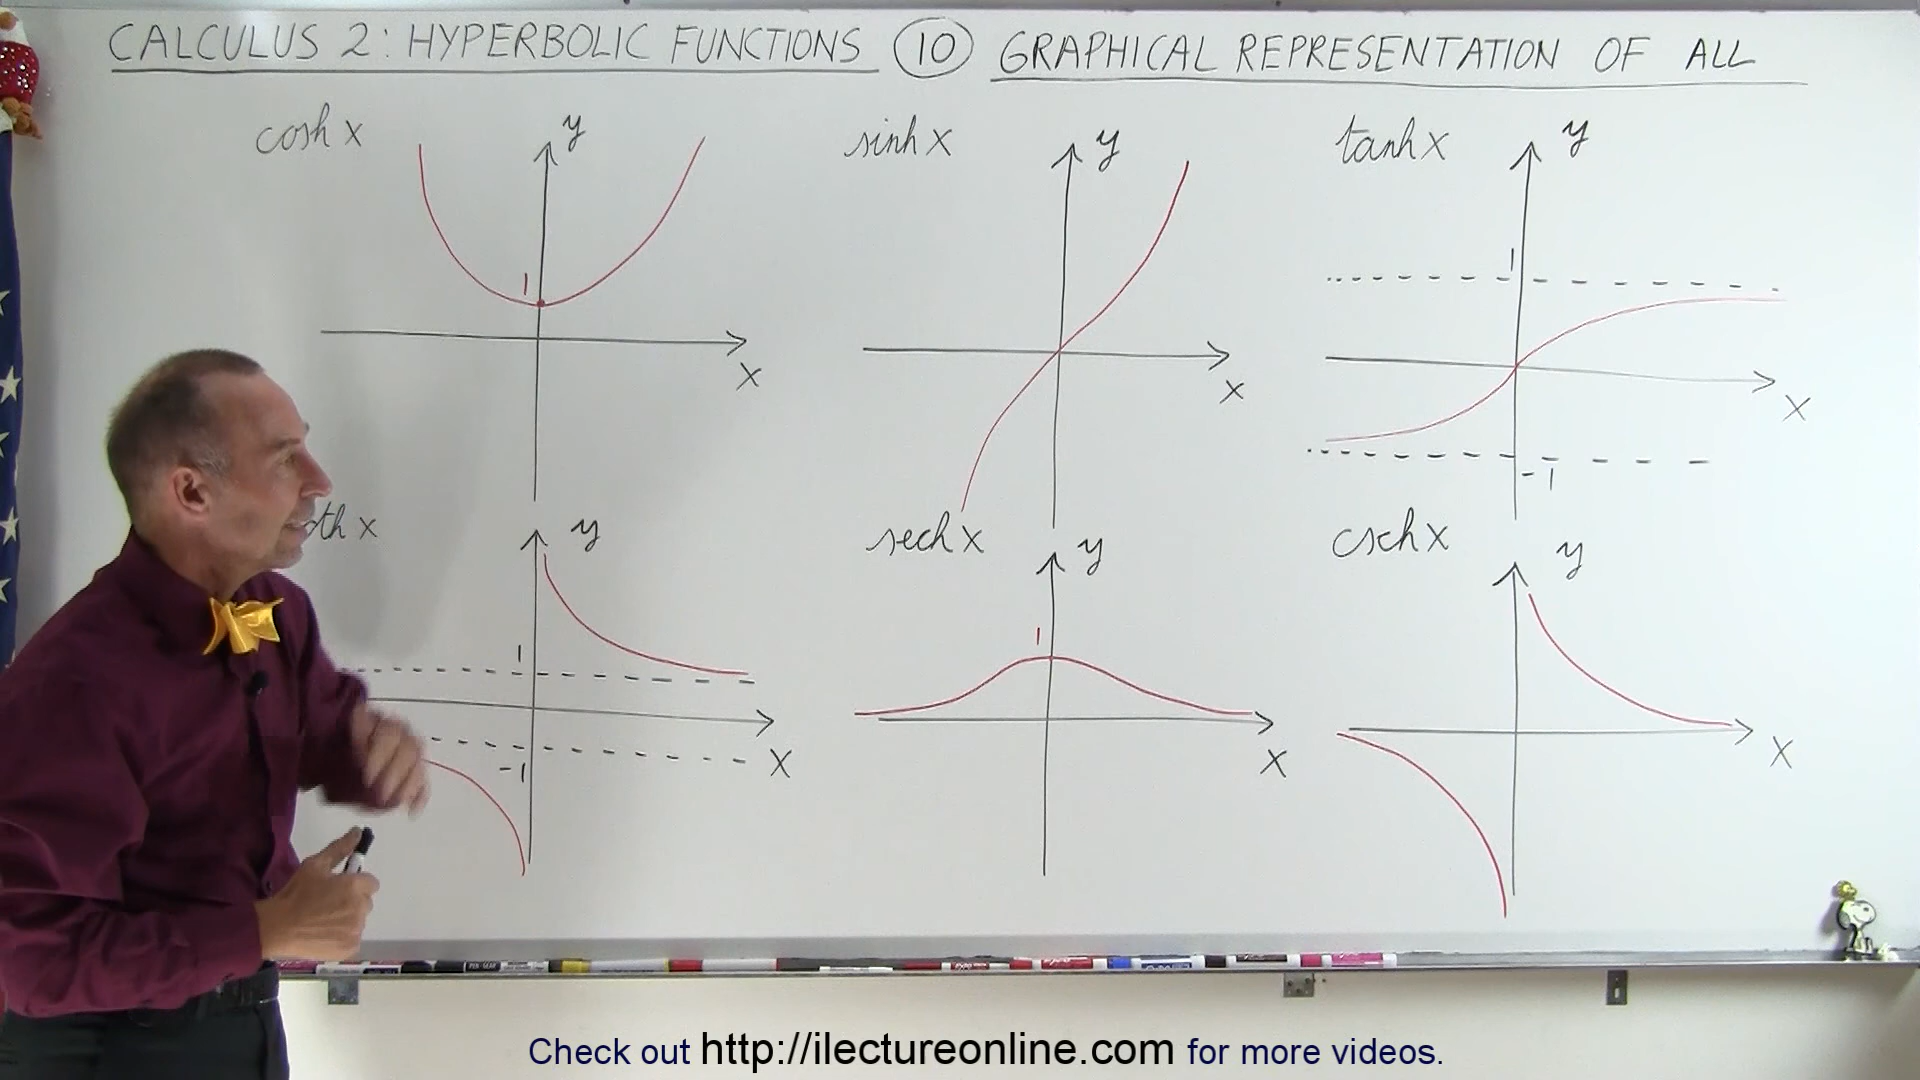 CALCULUS 2: HYPERBOLIC FUNCTIONS 10 GRAPHICAL REPRESENTATION OF ALL
cosh x y 1 x
sinh x y x
tanh x y 1 x -1
th x y 1 x -1
sech x y 1 x
csch x y x
Check out http://ilectureonline.com for more videos.